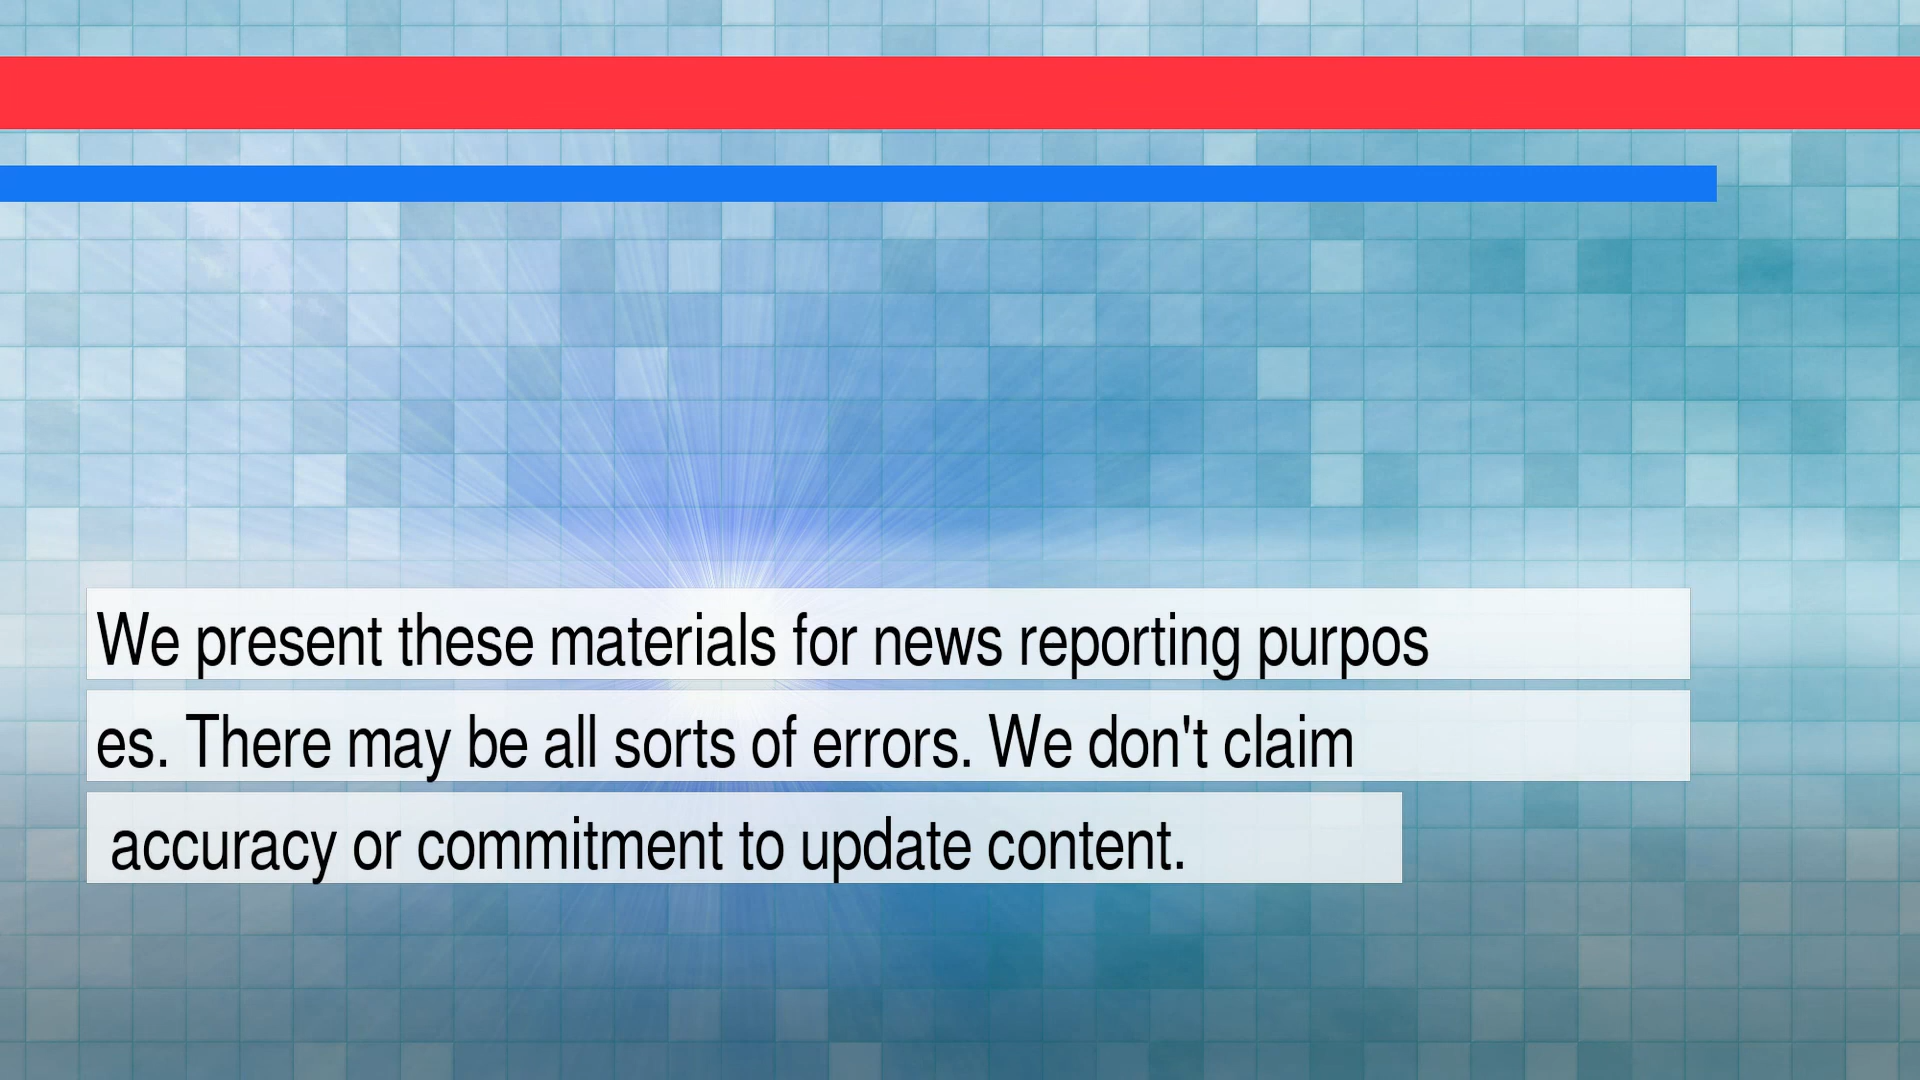 We present these materials for news reporting purpos
es. There may be all sorts of errors. We don't claim
accuracy or commitment to update content.